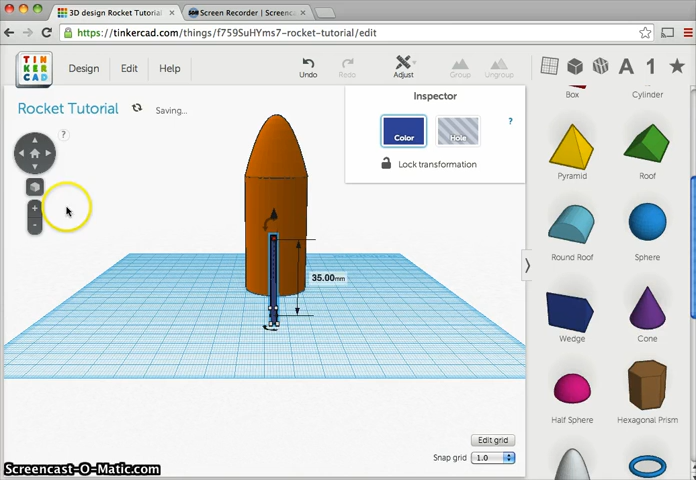 3D design Rocket Tutorial
Screen Recorder | Screenc
https://tinkercad.com/things/f759SuHYms7-rocket-tutorial/edit
TIN
KER
CAD
Design
Edit
Help
Undo
Redo
Adjust
Group
Ungroup
A
1
Rocket Tutorial
Saving...
?
Inspector
Color
Hole
?
Lock transformation
35.00mm
Box
Cylinder
Pyramid
Roof
Round Roof
Sphere
Wedge
Cone
Half Sphere
Hexagonal Prism
Edit grid
Snap grid
1.0
Screencast-O-Matic.com